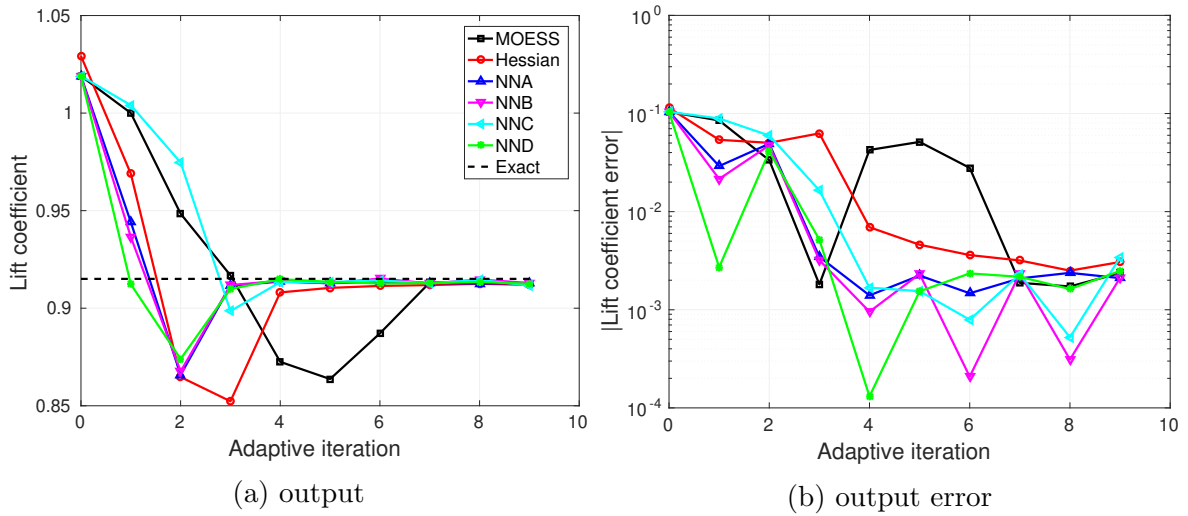 1.05
1
0.95
0.9
0.85
0
2
4
6
8
10
Lift coefficient
Adaptive iteration
MOESS
Hessian
NNA
NNB
NNC
NND
Exact
(a) output
10^0
10^-1
10^-2
10^-3
10^-4
0
2
4
6
8
10
|Lift coefficient error|
Adaptive iteration
(b) output error